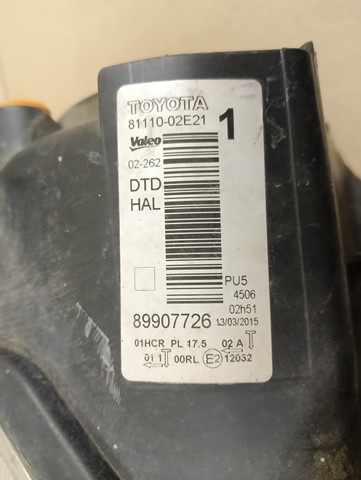 TOYOTA
81110-02E21 1
Valeo
02-262
DTD
HAL
PU5
4506
02h51
89907726 13/03/2015
01HCR PL 17.5 02 A
01 1 00RL E2 12032